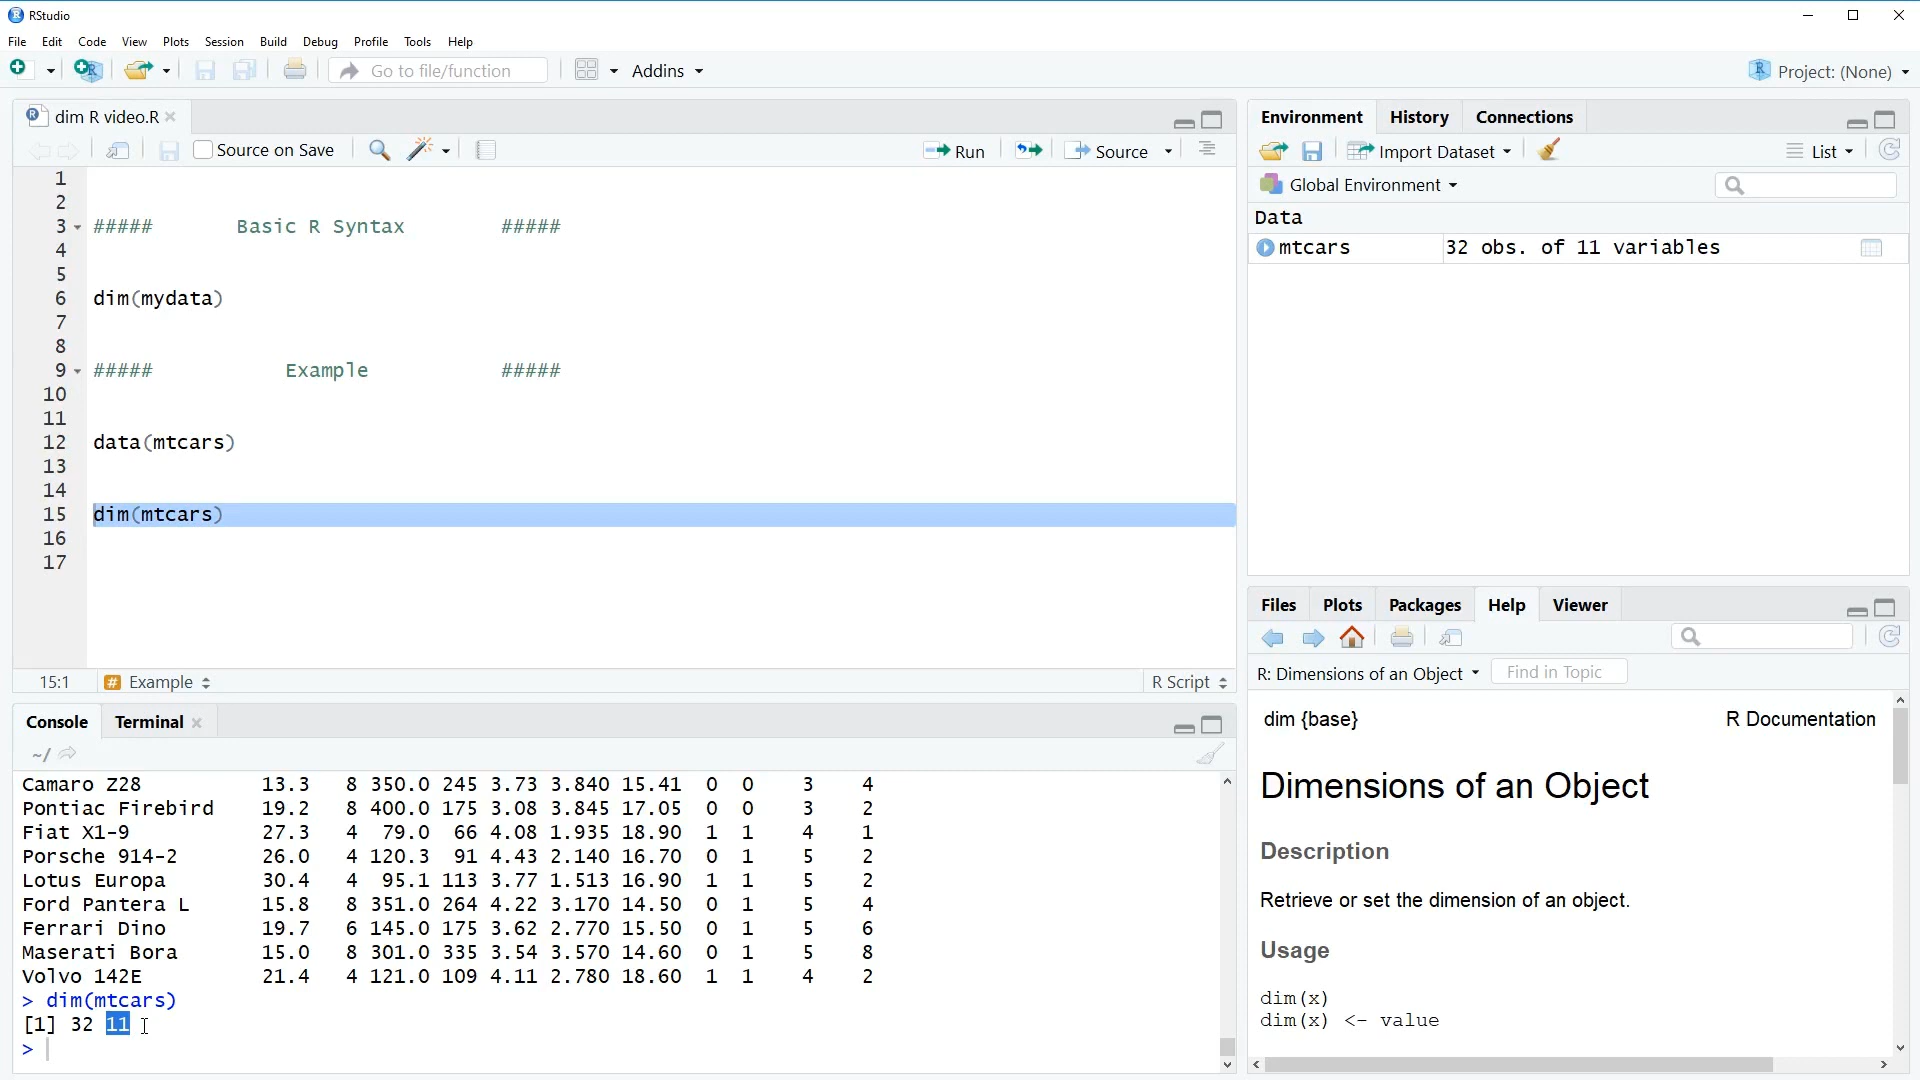 RStudio
File Edit Code View Plots Session Build Debug Profile Tools Help
Go to file/function Addins Project: (None)
dim R video.R
Source on Save Run Source
1
2
3 ##### Basic R Syntax #####
4
5
6 dim(mydata)
7
8
9 ##### Example #####
10
11
12 data(mtcars)
13
14
15 dim(mtcars)
16
17
15:1 Example R Script
Console Terminal
~/
Camaro Z28 13.3 8 350.0 245 3.73 3.840 15.41 0 0 3 4
Pontiac Firebird 19.2 8 400.0 175 3.08 3.845 17.05 0 0 3 2
Fiat X1-9 27.3 4 79.0 66 4.08 1.935 18.90 1 1 4 1
Porsche 914-2 26.0 4 120.3 91 4.43 2.140 16.70 0 1 5 2
Lotus Europa 30.4 4 95.1 113 3.77 1.513 16.90 1 1 5 2
Ford Pantera L 15.8 8 351.0 264 4.22 3.170 14.50 0 1 5 4
Ferrari Dino 19.7 6 145.0 175 3.62 2.770 15.50 0 1 5 6
Maserati Bora 15.0 8 301.0 335 3.54 3.570 14.60 0 1 5 8
Volvo 142E 21.4 4 121.0 109 4.11 2.780 18.60 1 1 4 2
> dim(mtcars)
[1] 32 11
>
Environment History Connections
Import Dataset List
Global Environment
Data
mtcars 32 obs. of 11 variables
Files Plots Packages Help Viewer
R: Dimensions of an Object Find in Topic
dim {base} R Documentation
Dimensions of an Object
Description
Retrieve or set the dimension of an object.
Usage
dim(x)
dim(x) <- value